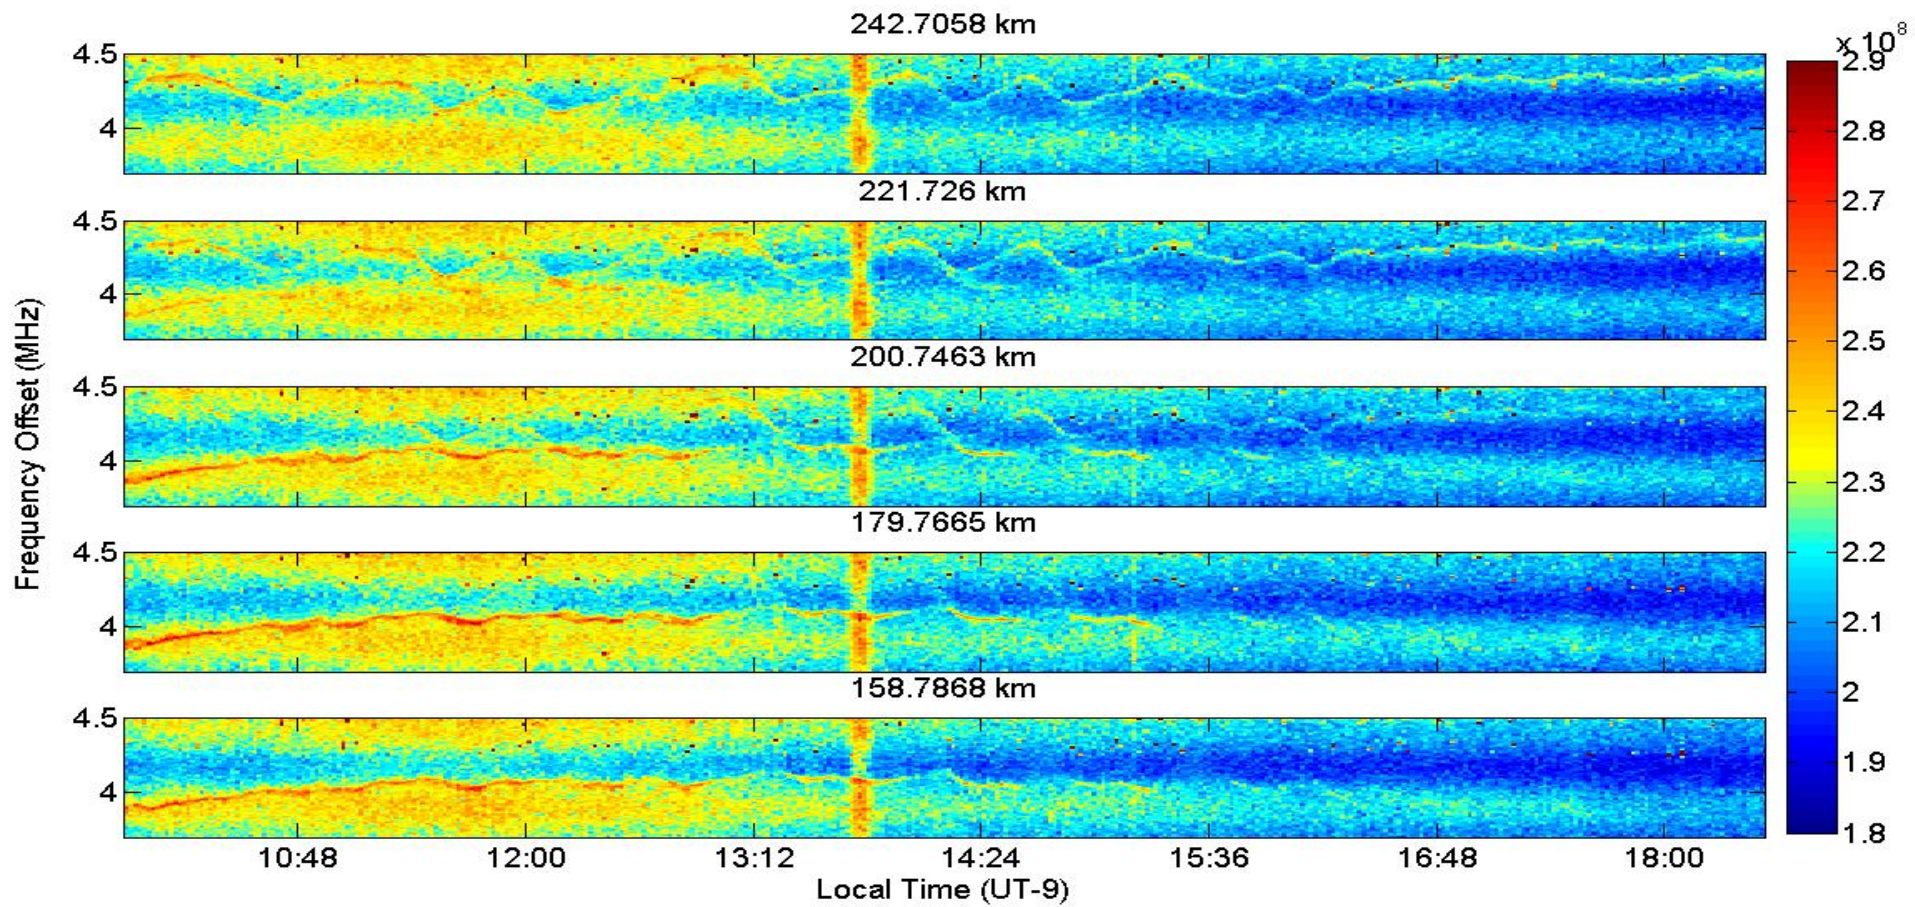 242.7058 km
x 10^8
4.5
4
221.726 km
4.5
4
200.7463 km
4.5
4
179.7665 km
4.5
4
158.7868 km
4.5
4
10:48 12:00 13:12 14:24 15:36 16:48 18:00
Local Time (UT-9)
Frequency Offset (MHz)
2.9
2.8
2.7
2.6
2.5
2.4
2.3
2.2
2.1
2
1.9
1.8